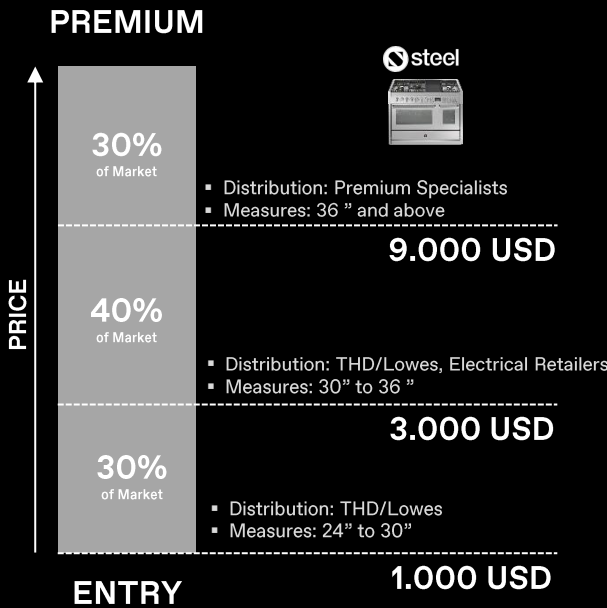 PREMIUM
steel
30%
of Market
▪ Distribution: Premium Specialists
▪ Measures: 36 ” and above
9.000 USD
PRICE
40%
of Market
▪ Distribution: THD/Lowes, Electrical Retailers
▪ Measures: 30” to 36 ”
3.000 USD
30%
of Market
▪ Distribution: THD/Lowes
▪ Measures: 24” to 30”
1.000 USD
ENTRY